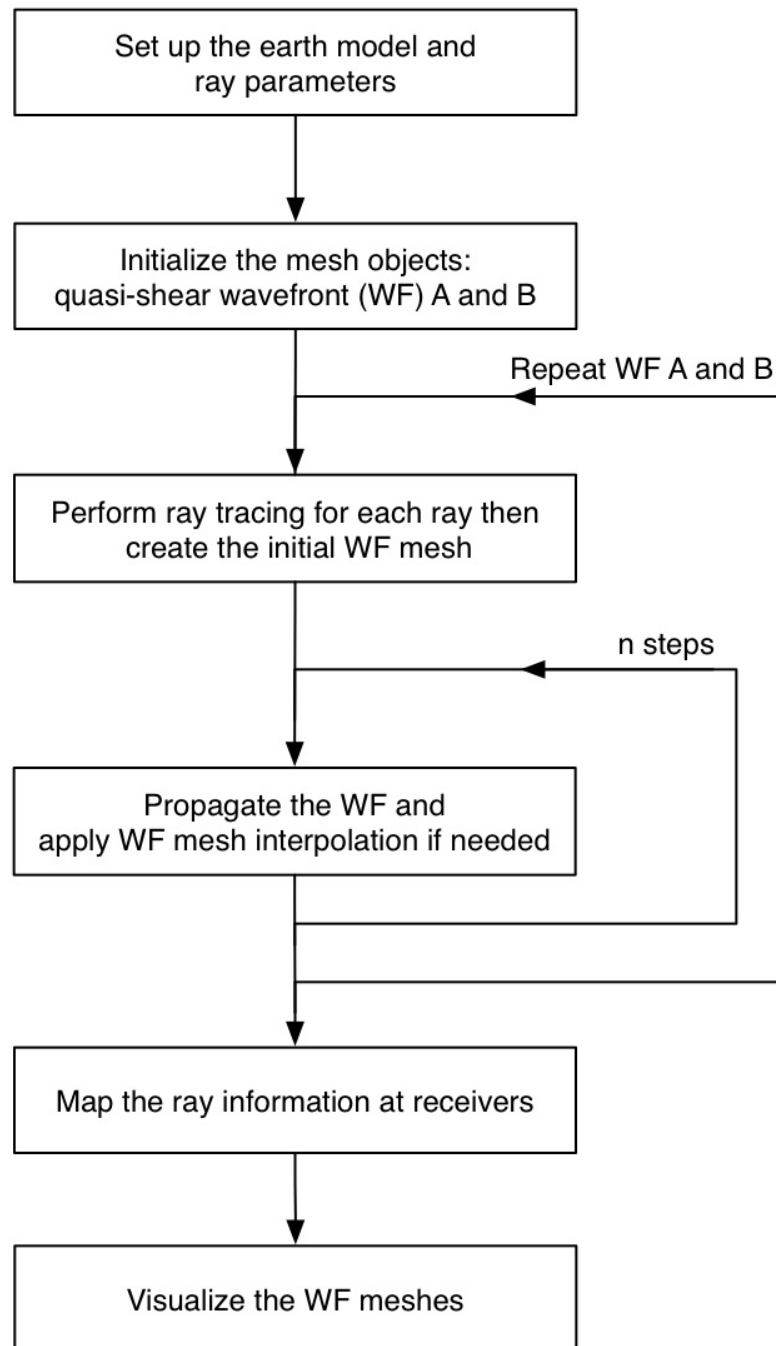 Set up the earth model and
ray parameters
Initialize the mesh objects:
quasi-shear wavefront (WF) A and B
Repeat WF A and B
Perform ray tracing for each ray then
create the initial WF mesh
n steps
Propagate the WF and
apply WF mesh interpolation if needed
Map the ray information at receivers
Visualize the WF meshes